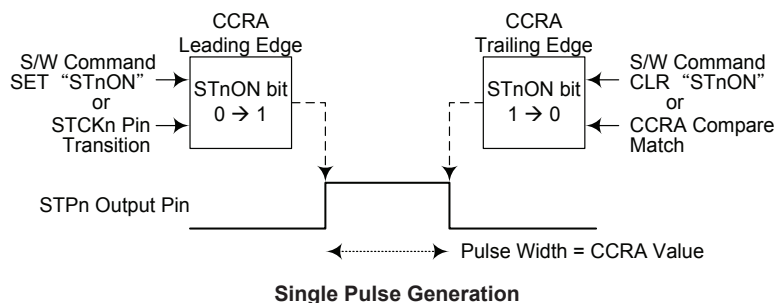 CCRA
Leading Edge
S/W Command
SET “STnON”
or
STCKn Pin
Transition
STnON bit
0 → 1
CCRA
Trailing Edge
STnON bit
1 → 0
S/W Command
CLR “STnON”
or
CCRA Compare
Match
STPn Output Pin
Pulse Width = CCRA Value
Single Pulse Generation